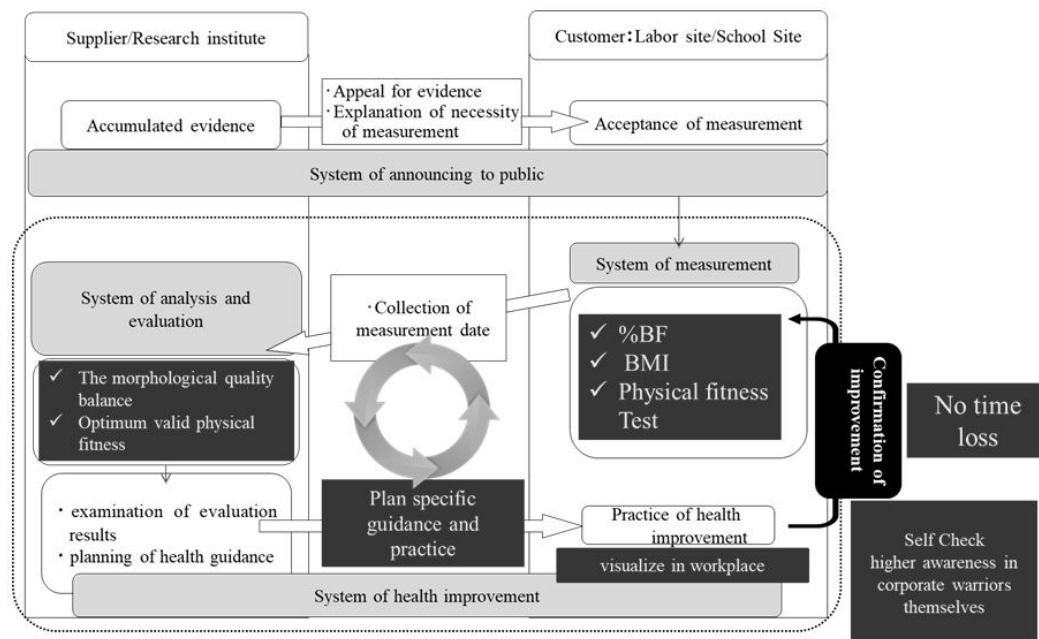 Supplier/Research institute
Customer:Labor site/School Site
Accumulated evidence
・Appeal for evidence
・Explanation of necessity
of measurement
Acceptance of measurement
System of announcing to public
System of measurement
System of analysis and
evaluation
・Collection of
measurement date
✓ %BF
✓ BMI
✓ Physical fitness
Test
✓ The morphological quality
balance
✓ Optimum valid physical
fitness
Confirmation of
improvement
No time
loss
・examination of evaluation
results
・planning of health guidance
Plan specific
guidance and
practice
Practice of health
improvement
visualize in workplace
System of health improvement
Self Check
higher awareness in
corporate warriors
themselves